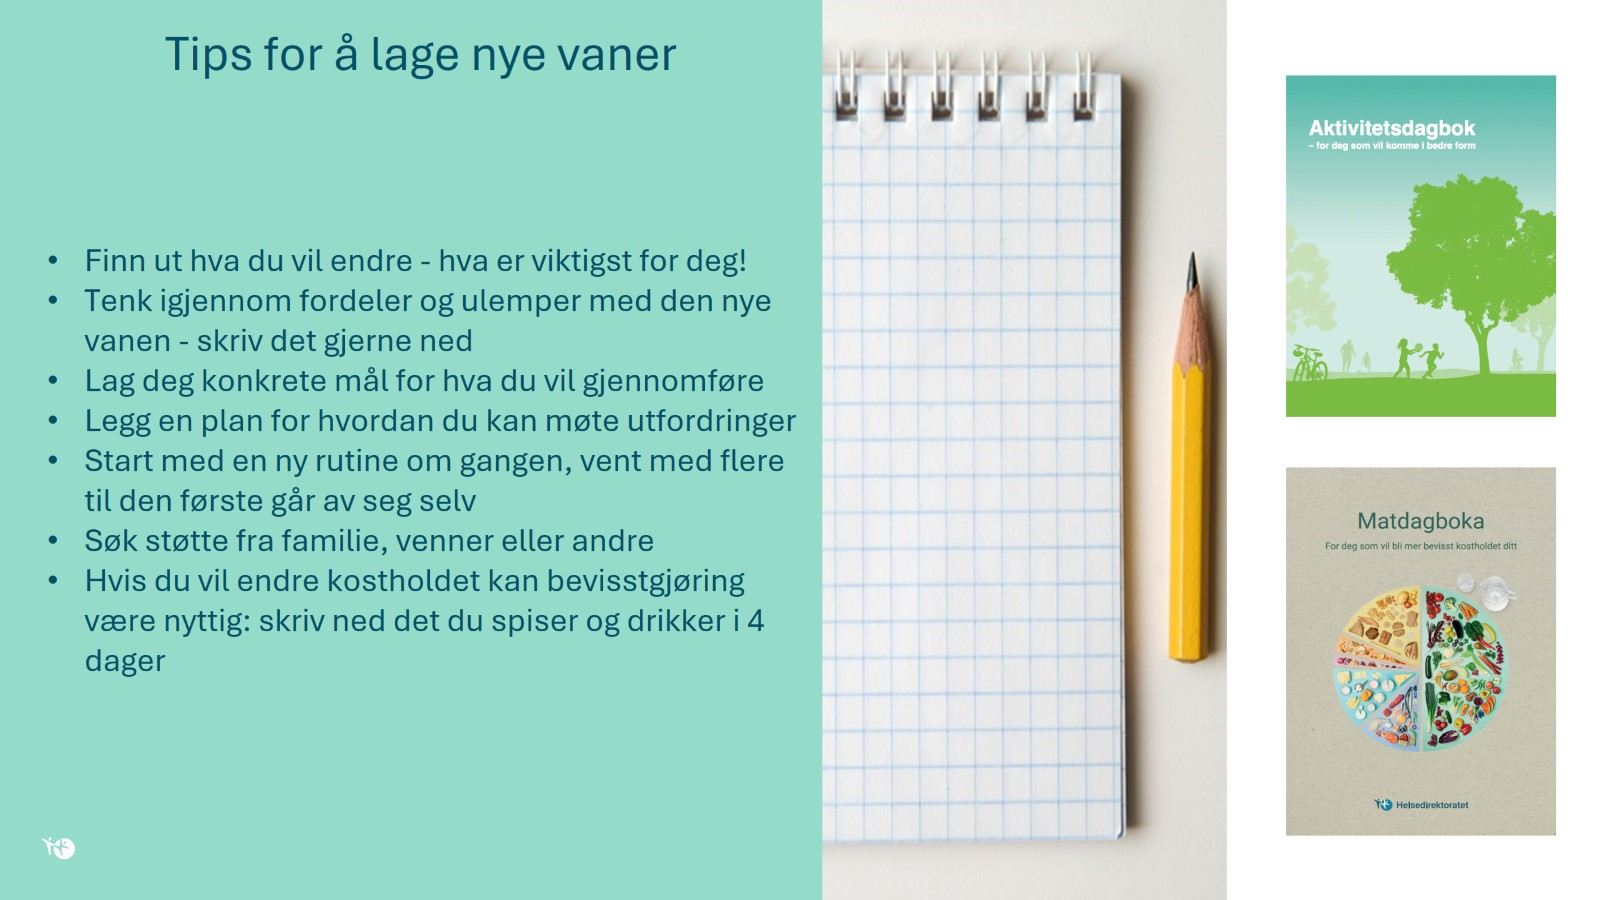 Tips for å lage nye vaner
• Finn ut hva du vil endre - hva er viktigst for deg!
• Tenk igjennom fordeler og ulemper med den nye
vanen - skriv det gjerne ned
• Lag deg konkrete mål for hva du vil gjennomføre
• Legg en plan for hvordan du kan møte utfordringer
• Start med en ny rutine om gangen, vent med flere
til den første går av seg selv
• Søk støtte fra familie, venner eller andre
• Hvis du vil endre kostholdet kan bevisstgjøring
være nyttig: skriv ned det du spiser og drikker i 4
dager
Aktivitetsdagbok
– for deg som vil komme i bedre form
Matdagboka
For deg som vil bli mer bevisst kostholdet ditt
Helsedirektoratet